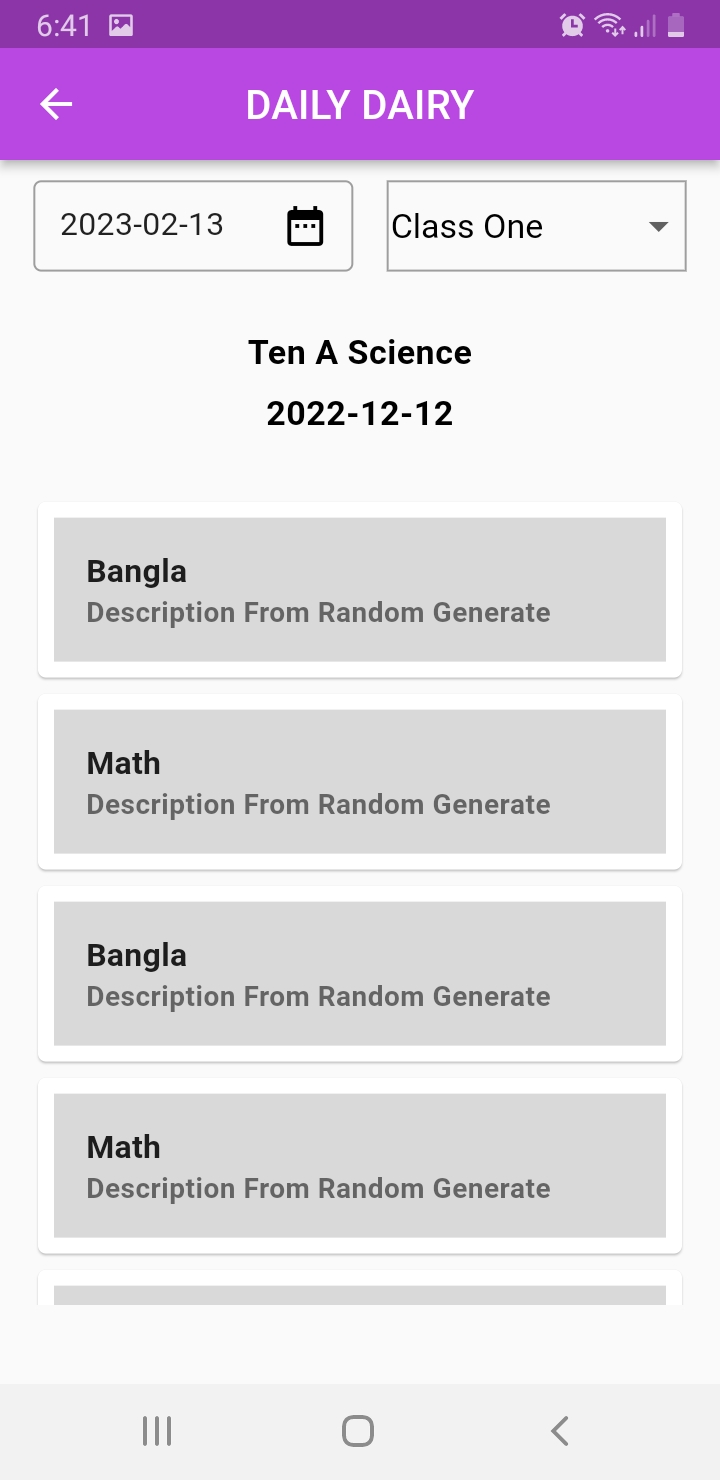 6:41
DAILY DAIRY
2023-02-13
Class One
Ten A Science
2022-12-12
Bangla
Description From Random Generate
Math
Description From Random Generate
Bangla
Description From Random Generate
Math
Description From Random Generate